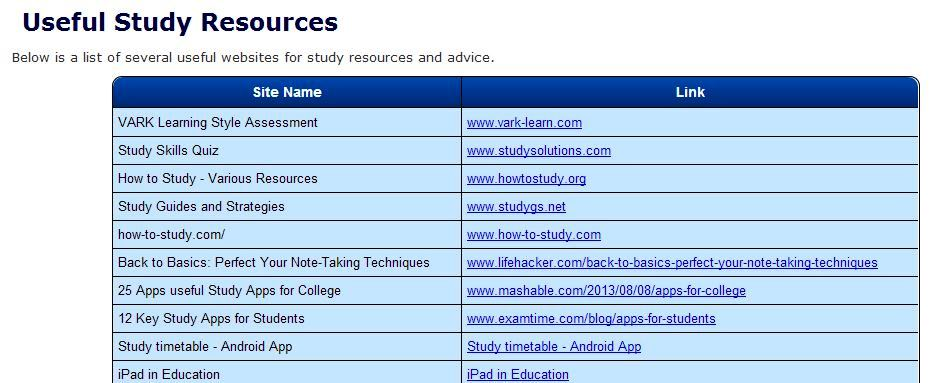 Useful Study Resources
Below is a list of several useful websites for study resources and advice.
Site Name Link
VARK Learning Style Assessment www.vark-learn.com
Study Skills Quiz www.studysolutions.com
How to Study - Various Resources www.howtostudy.org
Study Guides and Strategies www.studygs.net
how-to-study.com/ www.how-to-study.com
Back to Basics: Perfect Your Note-Taking Techniques www.lifehacker.com/back-to-basics-perfect-your-note-taking-techniques
25 Apps useful Study Apps for College www.mashable.com/2013/08/08/apps-for-college
12 Key Study Apps for Students www.examtime.com/blog/apps-for-students
Study timetable - Android App Study timetable - Android App
iPad in Education iPad in Education